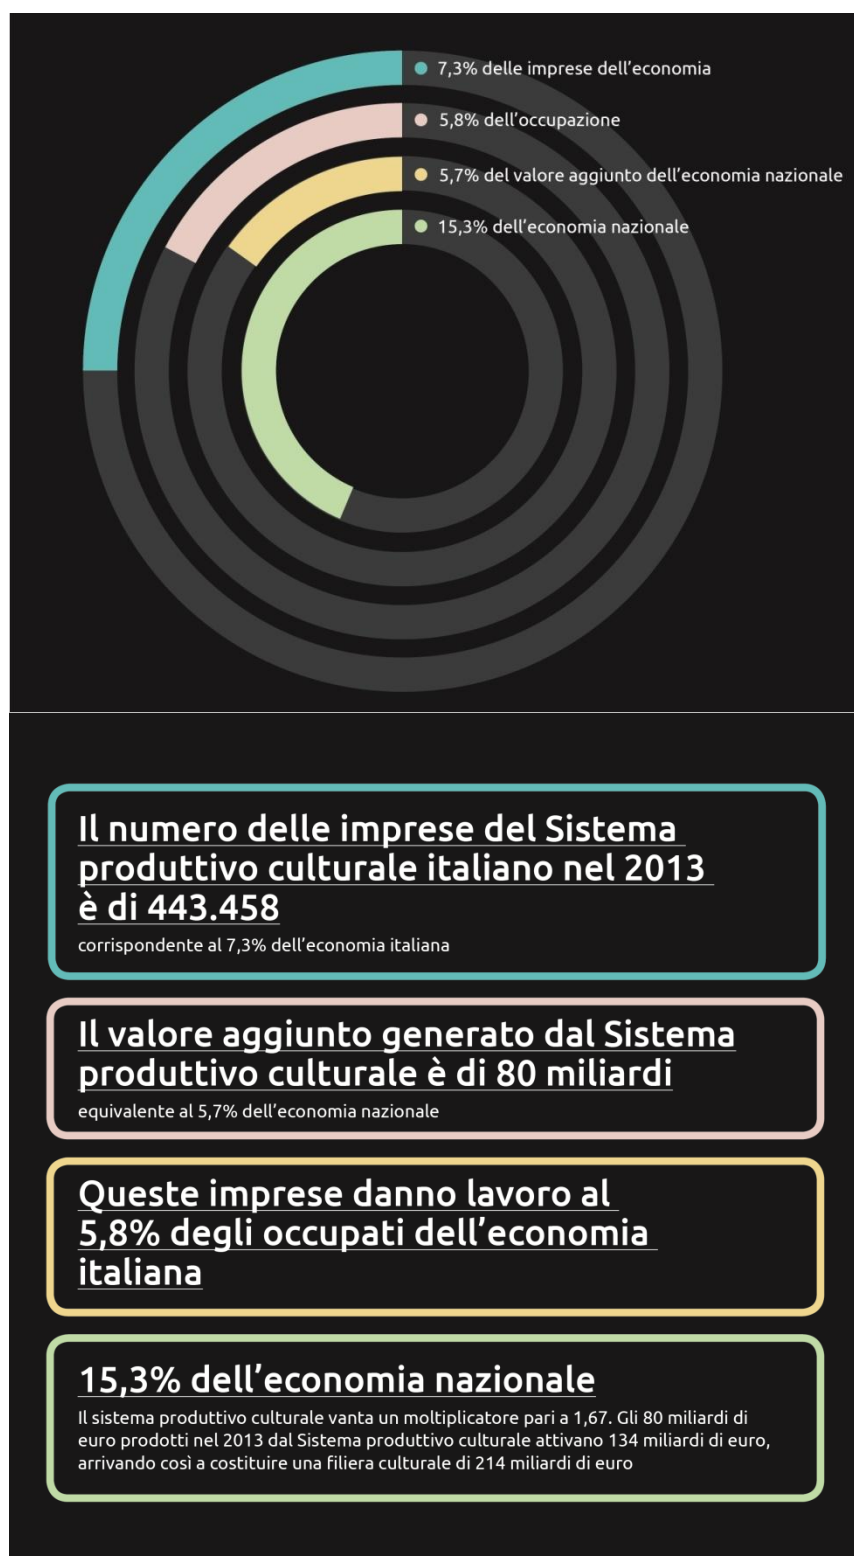 7,3% delle imprese dell'economia
5,8% dell'occupazione
5,7% del valore aggiunto dell'economia nazionale
15,3% dell'economia nazionale
Il numero delle imprese del Sistema
produttivo culturale italiano nel 2013
è di 443.458
corrispondente al 7,3% dell'economia italiana
Il valore aggiunto generato dal Sistema
produttivo culturale è di 80 miliardi
equivalente al 5,7% dell'economia nazionale
Queste imprese danno lavoro al
5,8% degli occupati dell'economia
italiana
15,3% dell'economia nazionale
Il sistema produttivo culturale vanta un moltiplicatore pari a 1,67. Gli 80 miliardi di
euro prodotti nel 2013 dal Sistema produttivo culturale attivano 134 miliardi di euro,
arrivando così a costituire una filiera culturale di 214 miliardi di euro